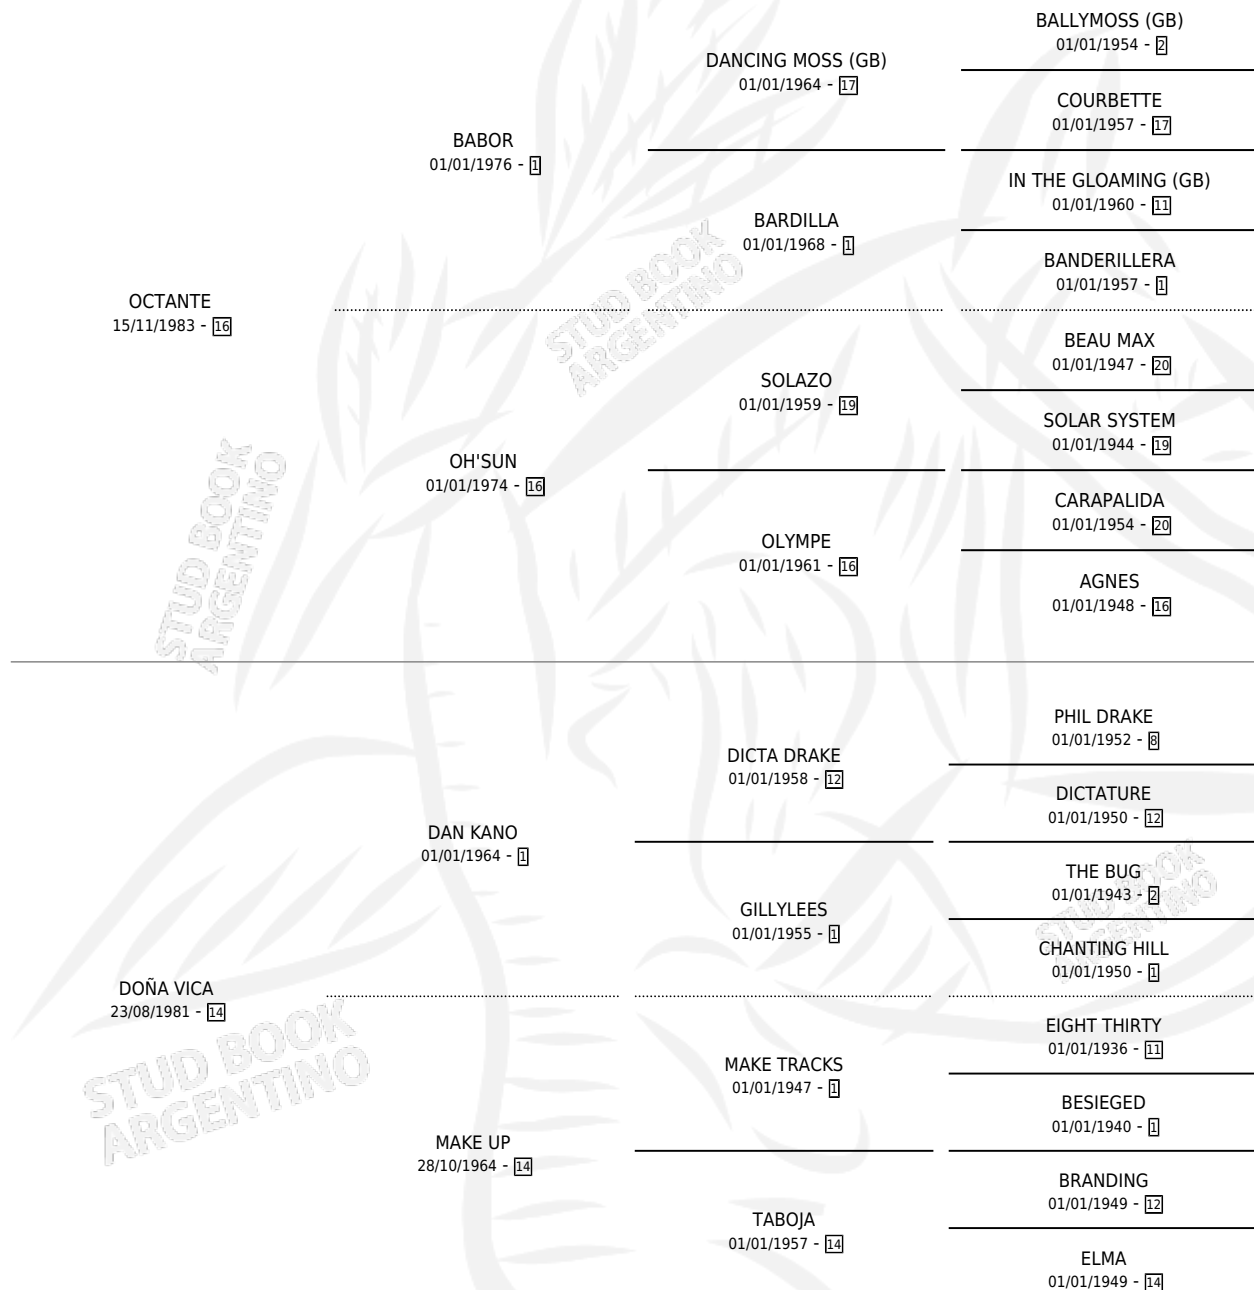 BALLYMOSS (GB)
01/01/1954 - 2
DANCING MOSS (GB)
01/01/1964 - 17
COURBETTE
01/01/1957 - 17
BABOR
01/01/1976 - 1
IN THE GLOAMING (GB)
01/01/1960 - 11
BARDILLA
01/01/1968 - 1
BANDERILLERA
01/01/1957 - 1
OCTANTE
15/11/1983 - 16
BEAU MAX
01/01/1947 - 20
SOLAZO
01/01/1959 - 19
SOLAR SYSTEM
01/01/1944 - 19
OH'SUN
01/01/1974 - 16
CARAPALIDA
01/01/1954 - 20
OLYMPE
01/01/1961 - 16
AGNES
01/01/1948 - 16
STUD BOOK
ARGENTINO
STUD BOOK
ARGENTINO
PHIL DRAKE
01/01/1952 - 8
DICTA DRAKE
01/01/1958 - 12
DICTATURE
01/01/1950 - 12
DAN KANO
01/01/1964 - 1
THE BUG
01/01/1943 - 2
GILLYLEES
01/01/1955 - 1
CHANTING HILL
01/01/1950 - 1
STUD BOOK
ARGENTINO
DOÑA VICA
23/08/1981 - 14
EIGHT THIRTY
01/01/1936 - 11
MAKE TRACKS
01/01/1947 - 1
BESIEGED
01/01/1940 - 1
STUD BOOK
ARGENTINO
MAKE UP
28/10/1964 - 14
BRANDING
01/01/1949 - 12
TABOJA
01/01/1957 - 14
ELMA
01/01/1949 - 14